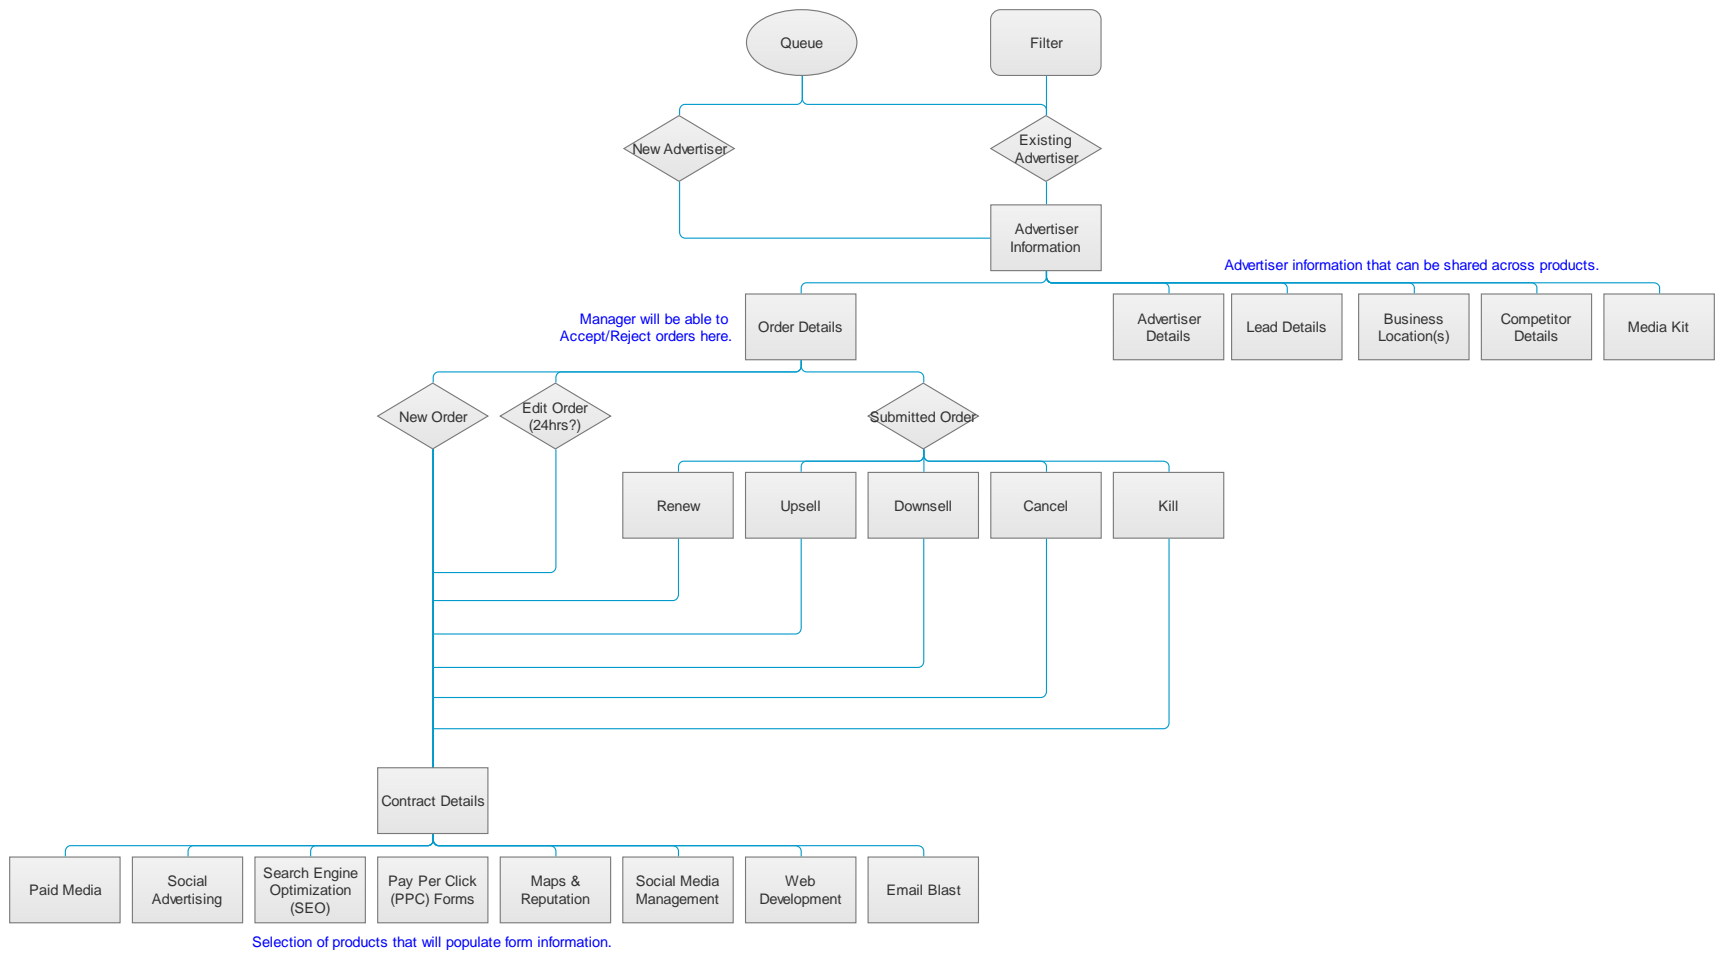 Queue
Filter
New Advertiser
Existing
Advertiser
Advertiser
Information
Advertiser information that can be shared across products.
Manager will be able to
Accept/Reject orders here.
Order Details
Advertiser
Details
Lead Details
Business
Location(s)
Competitor
Details
Media Kit
New Order
Edit Order
(24hrs?)
Submitted Order
Renew
Upsell
Downsell
Cancel
Kill
Contract Details
Paid Media
Social
Advertising
Search Engine
Optimization
(SEO)
Pay Per Click
(PPC) Forms
Maps &
Reputation
Social Media
Management
Web
Development
Email Blast
Selection of products that will populate form information.